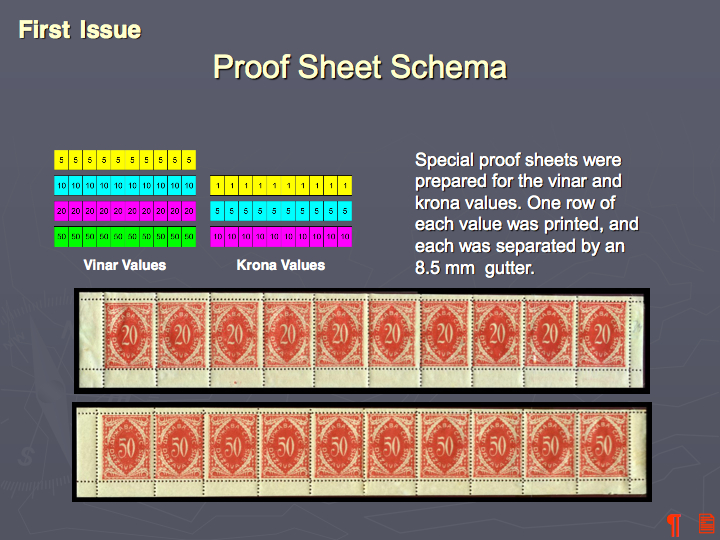 First Issue
Proof Sheet Schema
5 5 5 5 5 5 5 5 5 5
10 10 10 10 10 10 10 10 10 10
20 20 20 20 20 20 20 20 20 20
50 50 50 50 50 50 50 50 50 50
Vinar Values
1 1 1 1 1 1 1 1 1 1
5 5 5 5 5 5 5 5 5 5
10 10 10 10 10 10 10 10 10 10
Krona Values
Special proof sheets were
prepared for the vinar and
krona values. One row of
each value was printed, and
each was separated by an
8.5 mm gutter.
20 20 20 20 20 20 20 20 20 20
50 50 50 50 50 50 50 50 50 50
S
¶